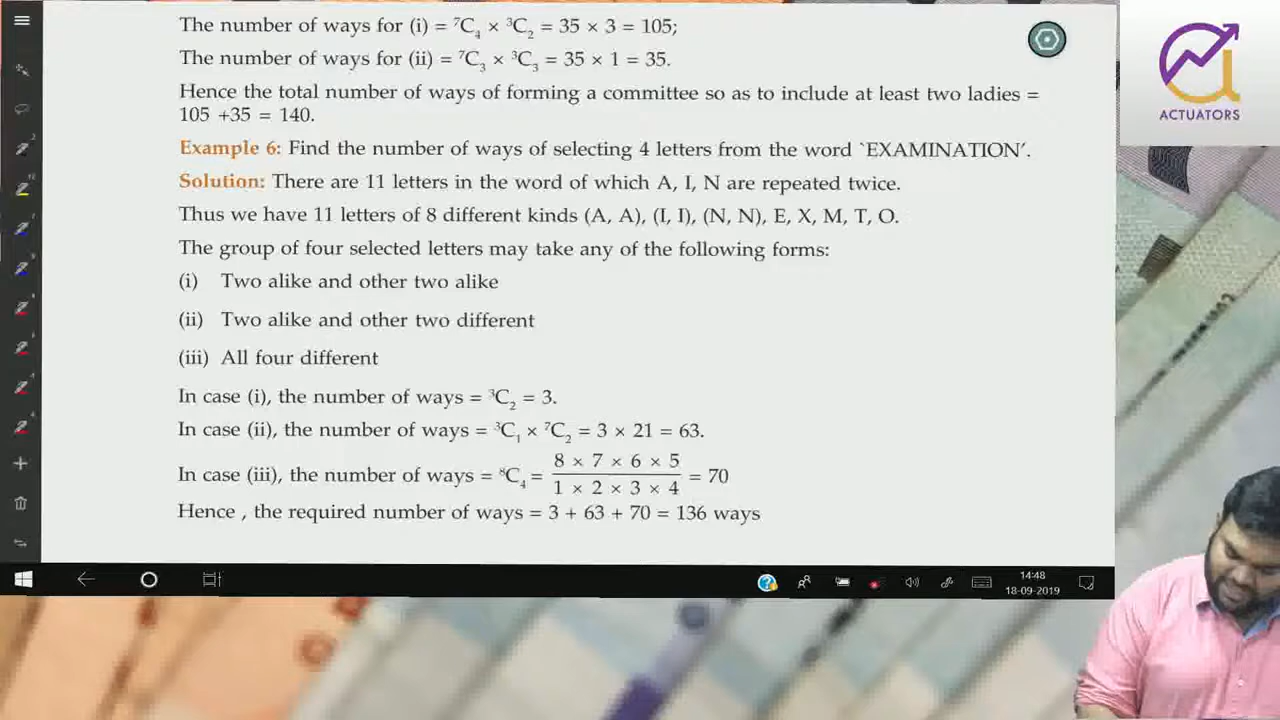 The number of ways for (i) = ⁷C₄ × ³C₂ = 35 × 3 = 105;
The number of ways for (ii) = ⁷C₃ × ³C₃ = 35 × 1 = 35.
Hence the total number of ways of forming a committee so as to include at least two ladies =
105 +35 = 140.
ACTUATORS
Example 6: Find the number of ways of selecting 4 letters from the word `EXAMINATION'.
Solution: There are 11 letters in the word of which A, I, N are repeated twice.
Thus we have 11 letters of 8 different kinds (A, A), (I, I), (N, N), E, X, M, T, O.
The group of four selected letters may take any of the following forms:
(i) Two alike and other two alike
(ii) Two alike and other two different
(iii) All four different
In case (i), the number of ways = ³C₂ = 3.
In case (ii), the number of ways = ³C₁ × ⁷C₂ = 3 × 21 = 63.
In case (iii), the number of ways = ⁸C₄ = 8 × 7 × 6 × 5 / 1 × 2 × 3 × 4 = 70
Hence , the required number of ways = 3 + 63 + 70 = 136 ways
14:48
18-09-2019